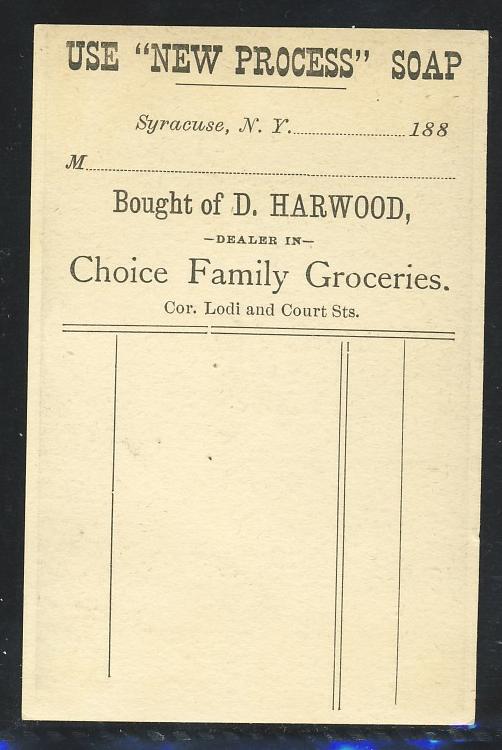 USE “NEW PROCESS” SOAP
Syracuse, N. Y. 188
M
Bought of D. HARWOOD,
—DEALER IN—
Choice Family Groceries.
Cor. Lodi and Court Sts.